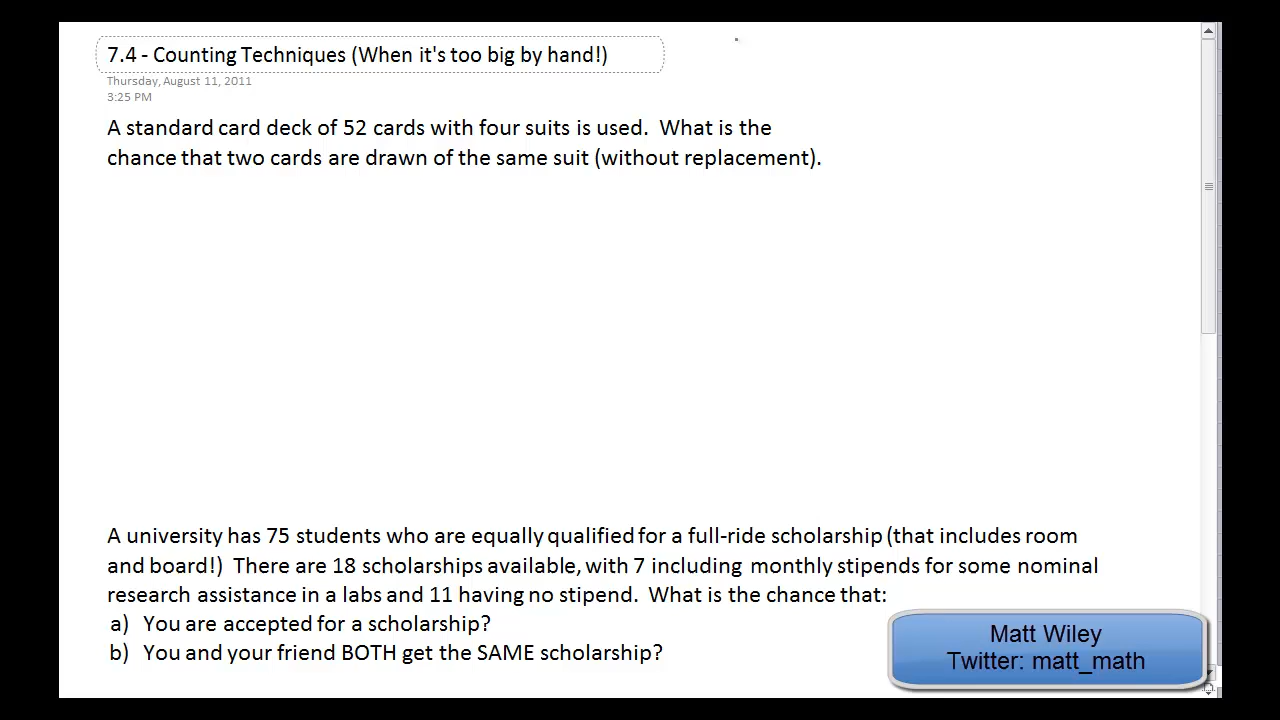 7.4 - Counting Techniques (When it's too big by hand!)
Thursday, August 11, 2011
3:25 PM
A standard card deck of 52 cards with four suits is used.  What is the
chance that two cards are drawn of the same suit (without replacement).
A university has 75 students who are equally qualified for a full-ride scholarship (that includes room
and board!)  There are 18 scholarships available, with 7 including monthly stipends for some nominal
research assistance in a labs and 11 having no stipend.  What is the chance that:
a) You are accepted for a scholarship?
b) You and your friend BOTH get the SAME scholarship?
Matt Wiley
Twitter: matt_math